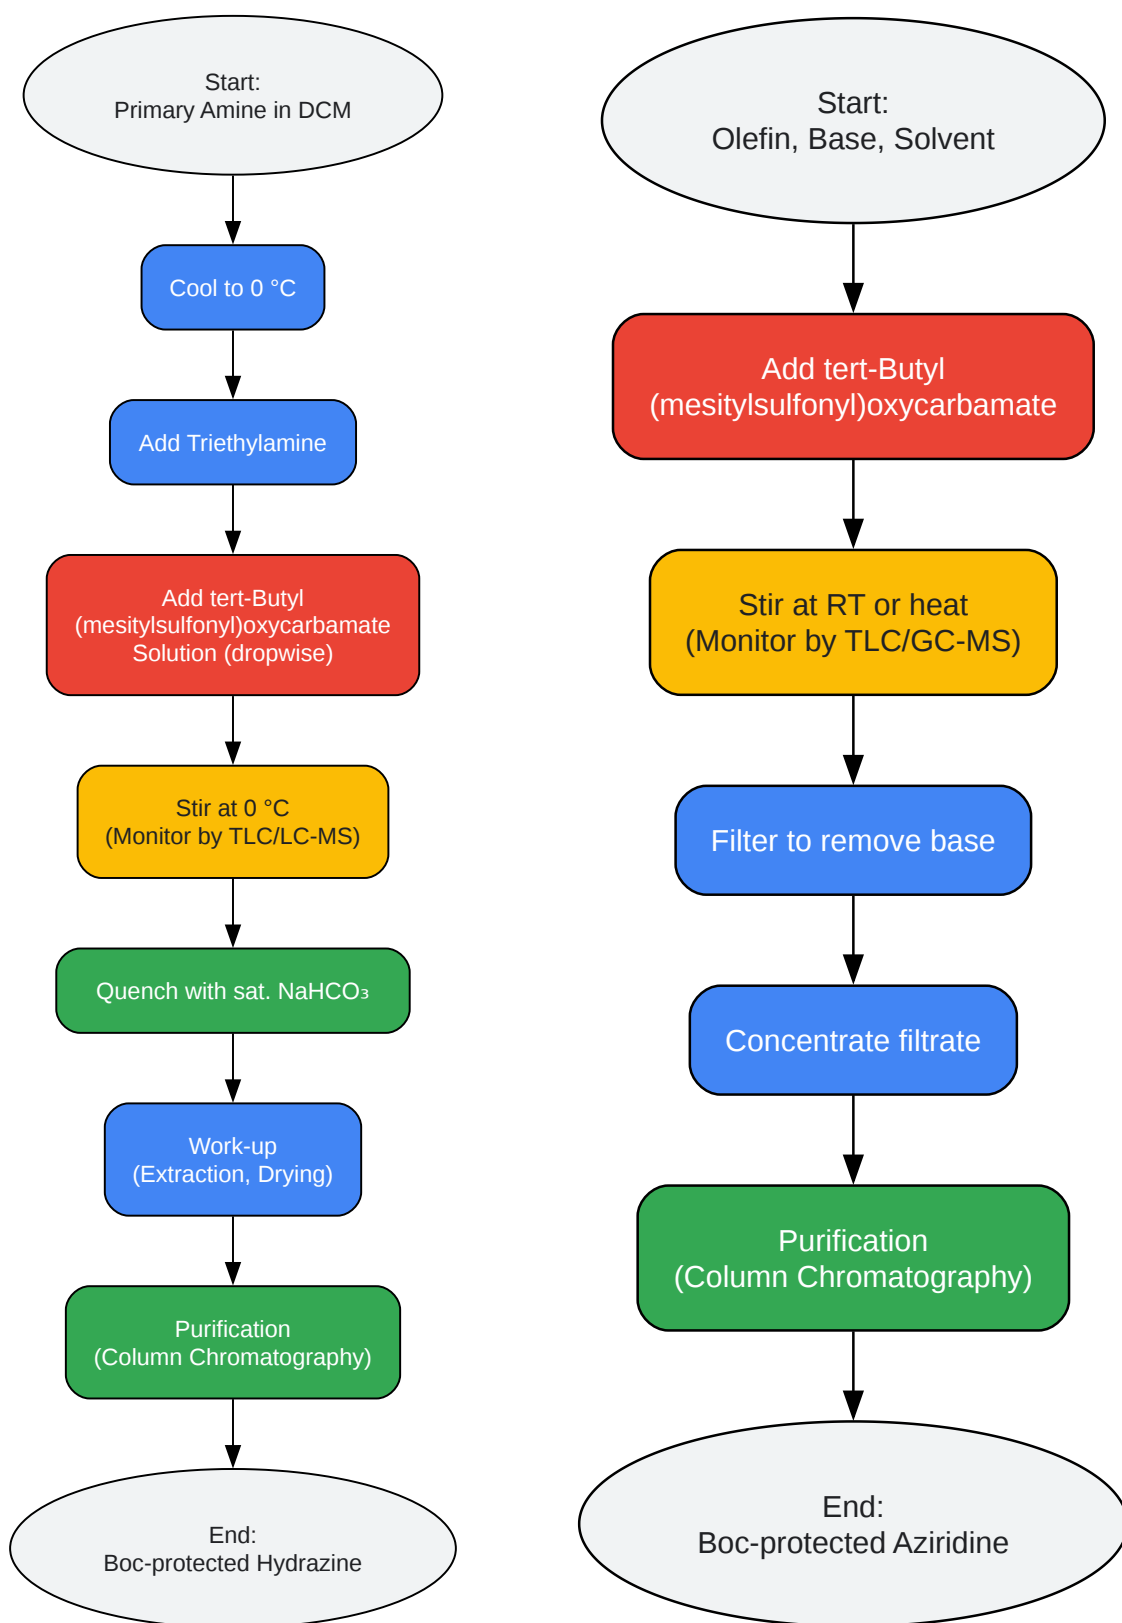 Start:
Primary Amine in DCM
Cool to 0 °C
Add Triethylamine
Add tert-Butyl
(mesitylsulfonyl)oxycarbamate
Solution (dropwise)
Stir at 0 °C
(Monitor by TLC/LC-MS)
Quench with sat. NaHCO₃
Work-up
(Extraction, Drying)
Purification
(Column Chromatography)
End:
Boc-protected Hydrazine
Start:
Olefin, Base, Solvent
Add tert-Butyl
(mesitylsulfonyl)oxycarbamate
Stir at RT or heat
(Monitor by TLC/GC-MS)
Filter to remove base
Concentrate filtrate
Purification
(Column Chromatography)
End:
Boc-protected Aziridine